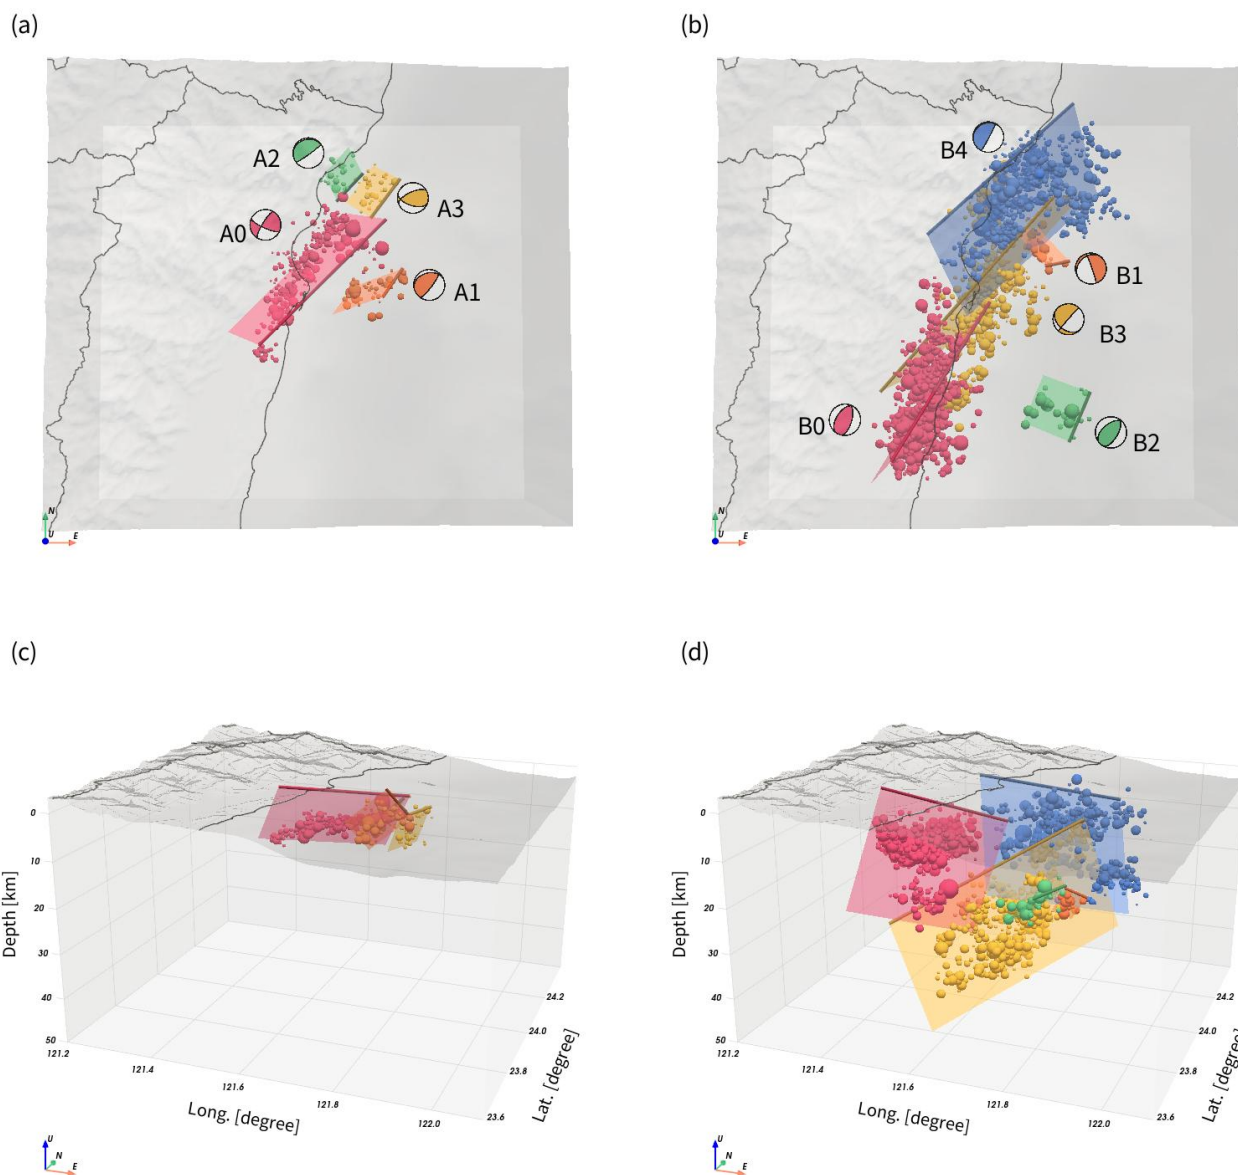 (a)
A2
A0
A3
A1
N
U
E
(b)
B4
B1
B3
B0
B2
N
U
E
(c)
0
10
20
30
40
50
Depth [km]
121.2
121.4
121.6
121.8
122.0
Long. [degree]
24.2
24.0
23.8
23.6
Lat. [degree]
U
N
E
(d)
0
10
20
30
40
50
Depth [km]
121.2
121.4
121.6
121.8
122.0
Long. [degree]
24.2
24.0
23.8
23.6
Lat. [degree]
U
N
E